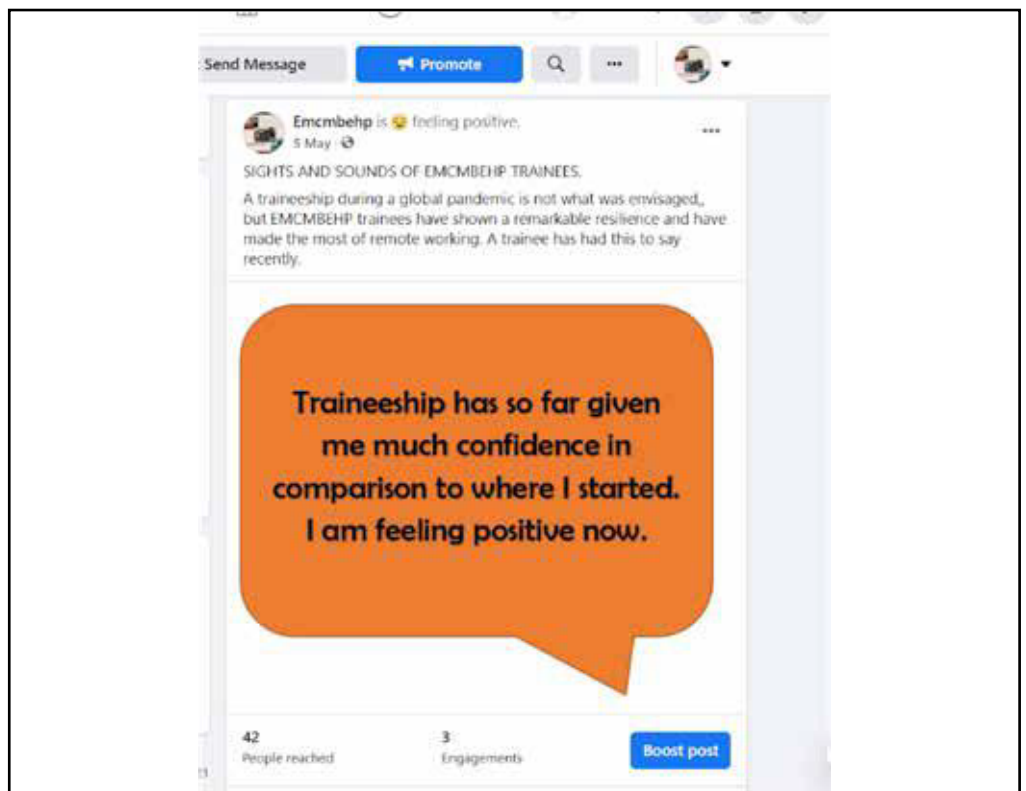 Send Message
Promote
Emcmbehp is feeling positive.
5 May
SIGHTS AND SOUNDS OF EMCMBEHP TRAINEES.
A traineeship during a global pandemic is not what was envisaged,,
but EMCMBEHP trainees have shown a remarkable resilience and have
made the most of remote working. A trainee has had this to say
recently.
Traineeship has so far given
me much confidence in
comparison to where I started.
I am feeling positive now.
42
People reached
3
Engagements
Boost post